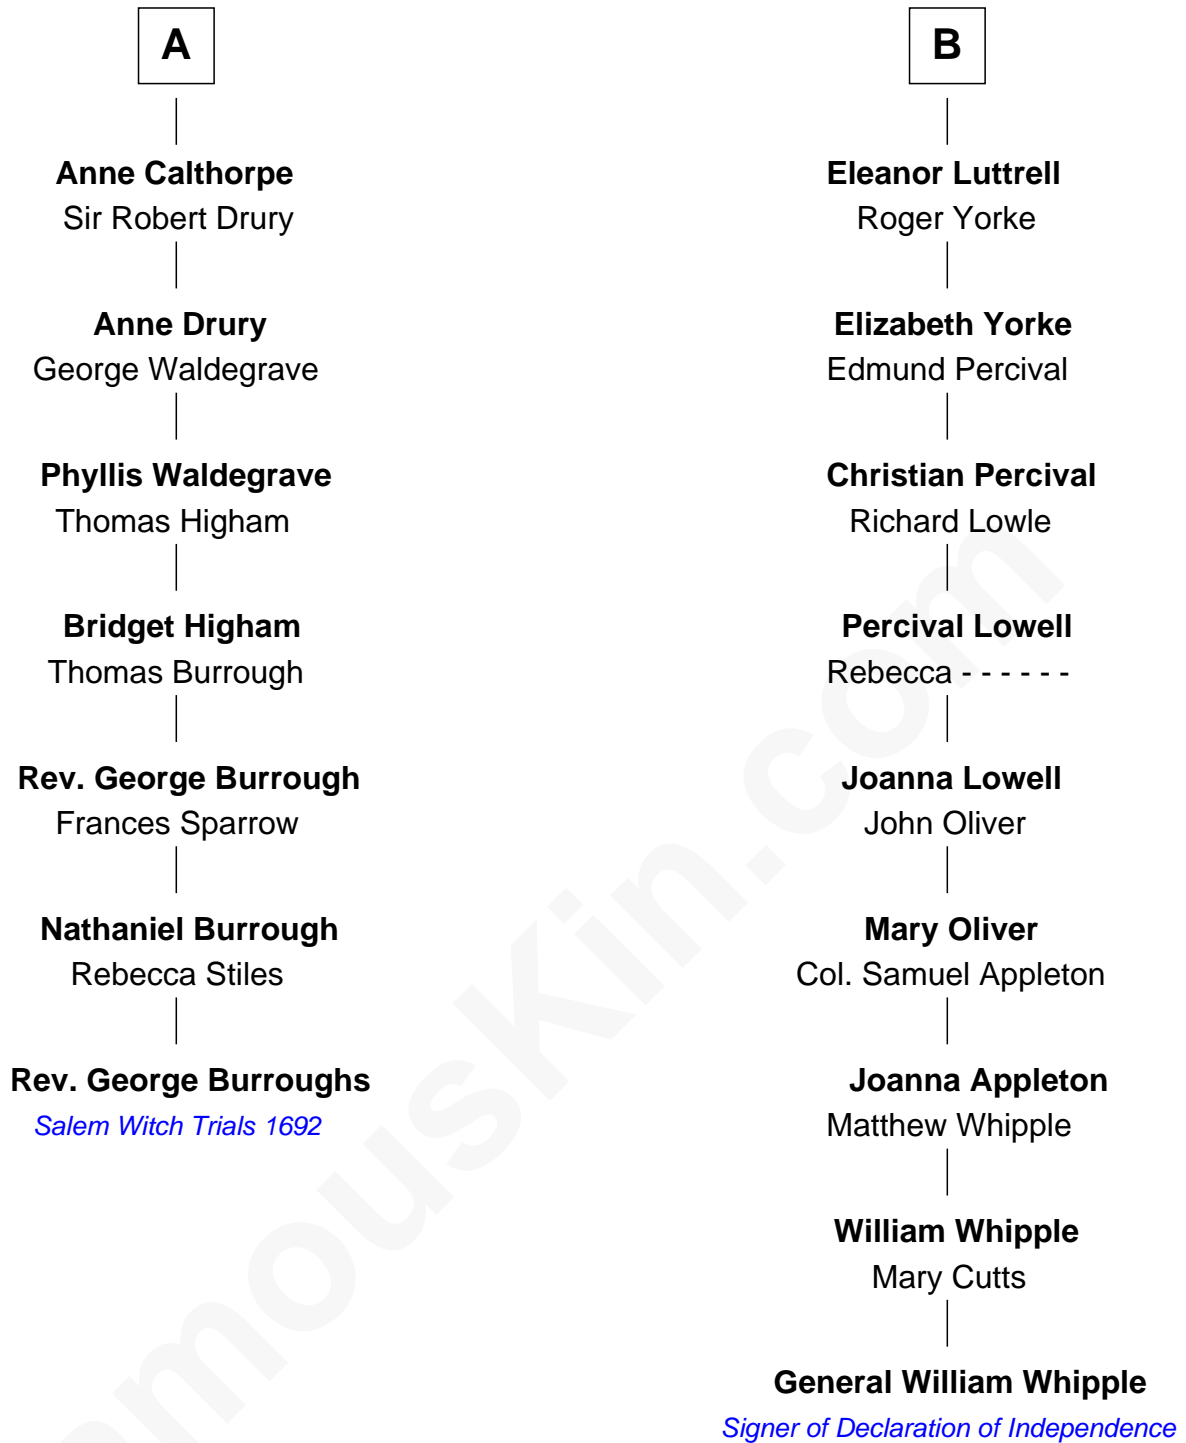 A
Anne Calthorpe
Sir Robert Drury
Anne Drury
George Waldegrave
Phyllis Waldegrave
Thomas Higham
Bridget Higham
Thomas Burrough
Rev. George Burrough
Frances Sparrow
Nathaniel Burrough
Rebecca Stiles
Rev. George Burroughs
Salem Witch Trials 1692
B
Eleanor Luttrell
Roger Yorke
Elizabeth Yorke
Edmund Percival
Christian Percival
Richard Lowle
Percival Lowell
Rebecca - - - - - -
Joanna Lowell
John Oliver
Mary Oliver
Col. Samuel Appleton
Joanna Appleton
Matthew Whipple
William Whipple
Mary Cutts
General William Whipple
Signer of Declaration of Independence
amouskin.com